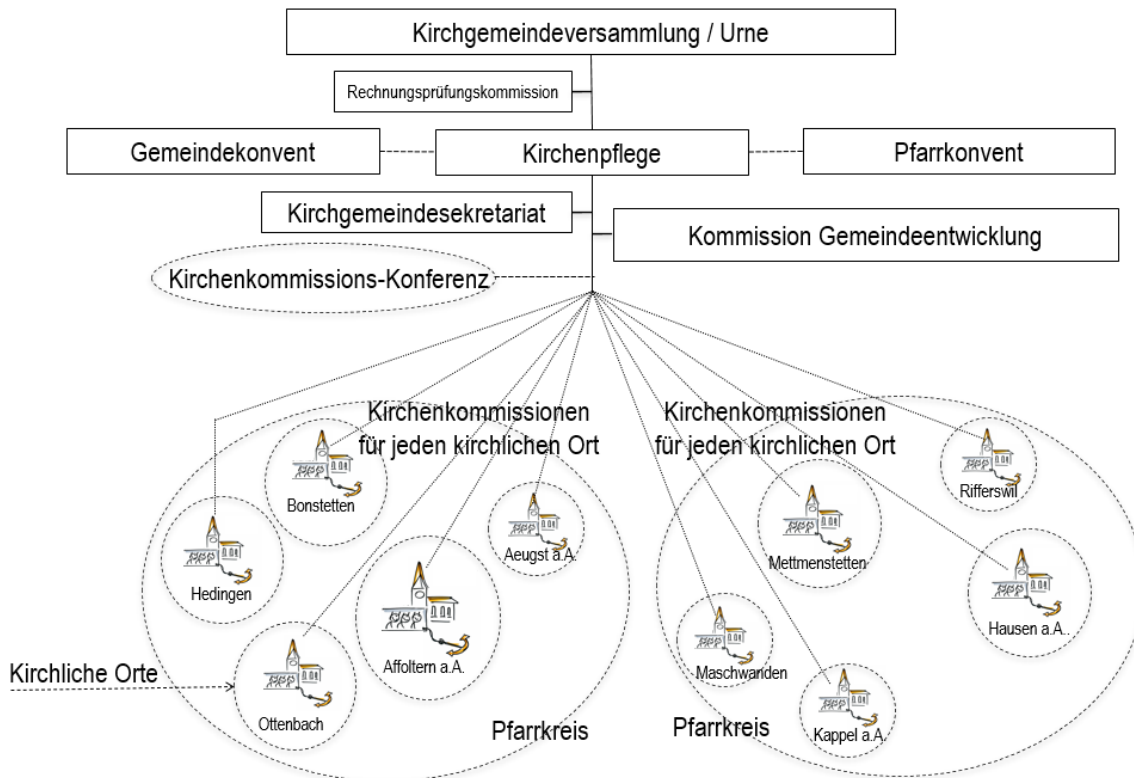 Kirchgemeindeversammlung / Urne
Rechnungsprüfungskommission
Gemeindekonvent
Kirchenpflege
Pfarrkonvent
Kirchgemeindesekretariat
Kommission Gemeindeentwicklung
Kirchenkommissions-Konferenz
Kirchenkommissionen
für jeden kirchlichen Ort
Kirchenkommissionen
für jeden kirchlichen Ort
Bonstetten
Hedingen
Aeugst a.A.
Affoltern a.A.
Ottenbach
Kirchliche Orte
Pfarrkreis
Rifferswil
Mettmenstetten
Hausen a.A..
Maschwanden
Kappel a.A.
Pfarrkreis